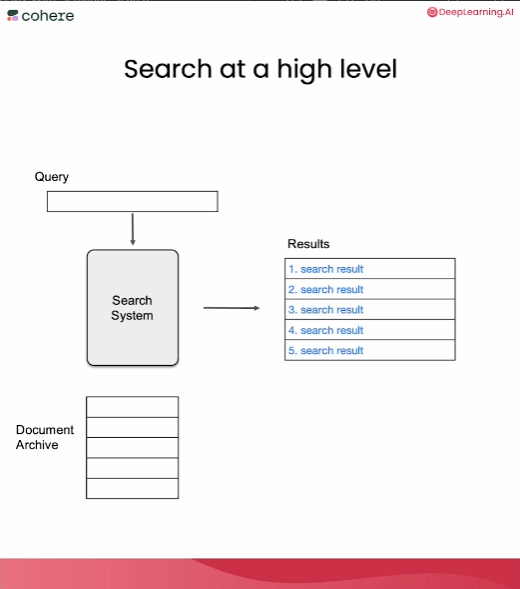 cohere
DeepLearning.AI
Search at a high level
Query
Search
System
Results
1. search result
2. search result
3. search result
4. search result
5. search result
Document
Archive